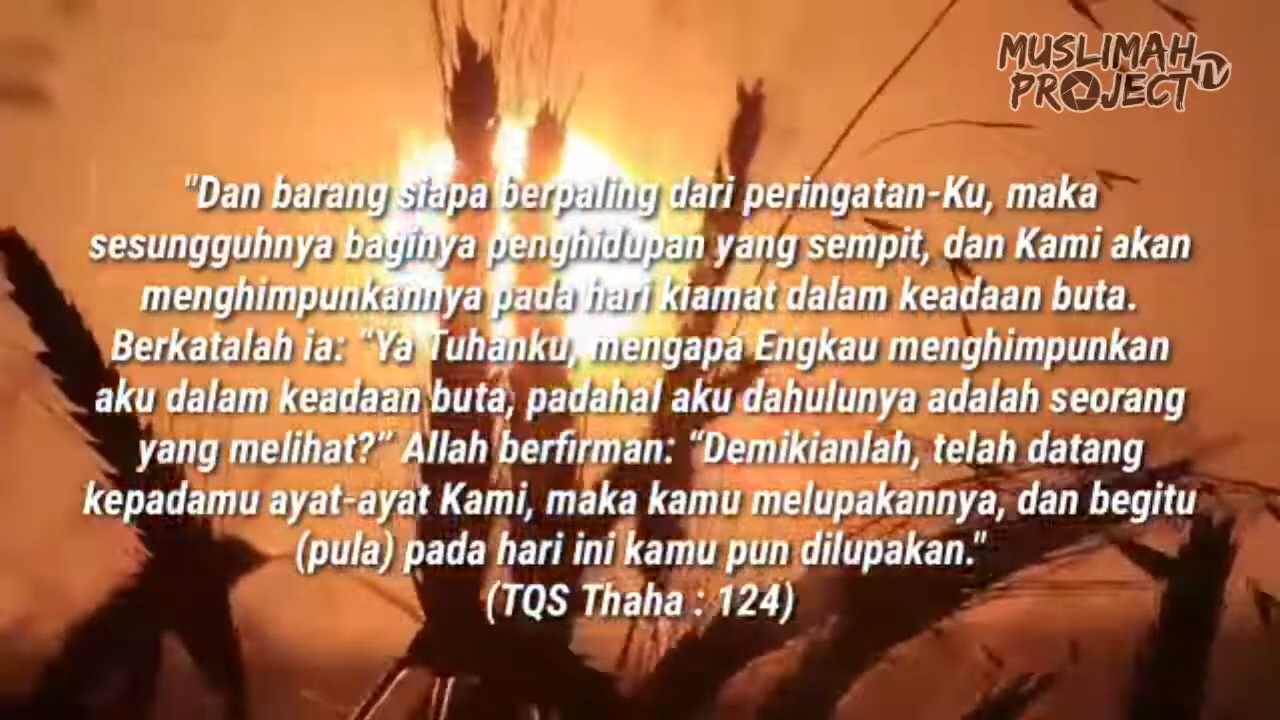 MUSLIMAH
PROJECT TV
"Dan barang siapa berpaling dari peringatan-Ku, maka
sesungguhnya baginya penghidupan yang sempit, dan Kami akan
menghimpunkannya pada hari kiamat dalam keadaan buta.
Berkatalah ia: “Ya Tuhanku, mengapa Engkau menghimpunkan
aku dalam keadaan buta, padahal aku dahulunya adalah seorang
yang melihat?” Allah berfirman: “Demikianlah, telah datang
kepadamu ayat-ayat Kami, maka kamu melupakannya, dan begitu
(pula) pada hari ini kamu pun dilupakan."
(TQS Thaha : 124)